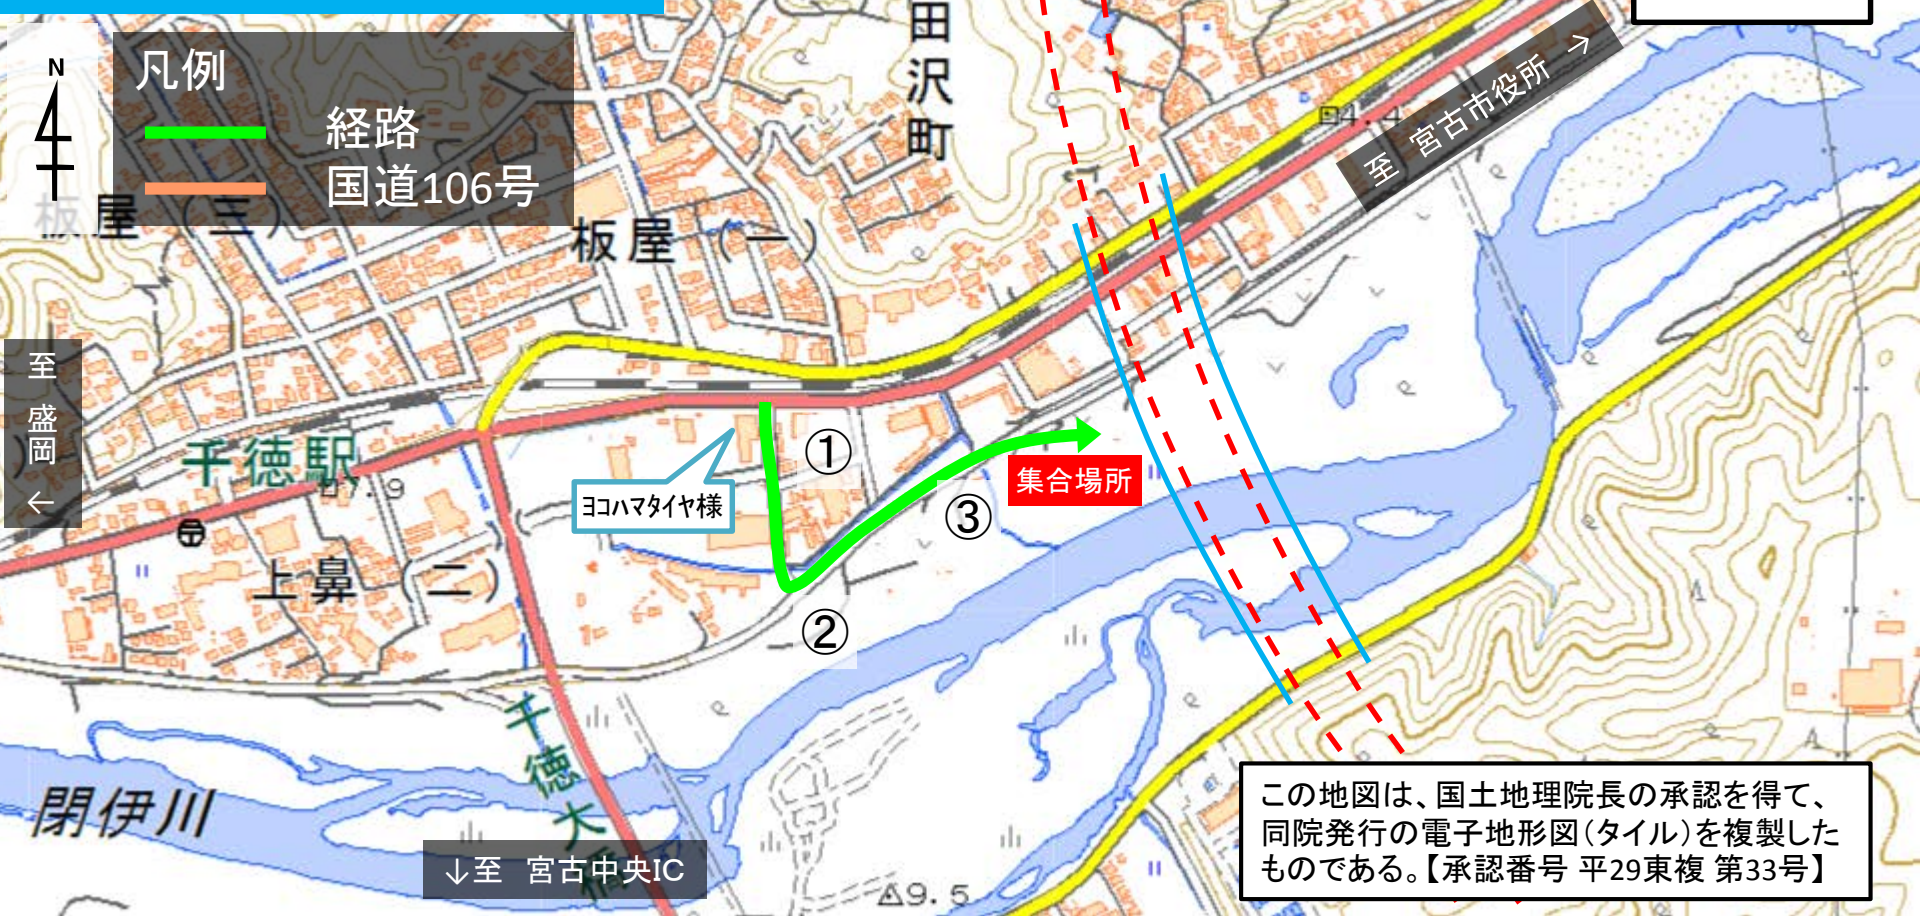 N
凡例
経路
国道106号
田沢町
4.4
至 宮古市役所 →
板屋（三）
板屋（一）
至 盛岡 ←
千徳駅
7.9
ヨコハマタイヤ様
①
②
③
集合場所
上鼻（二）
千徳大橋
閉伊川
↓至 宮古中央IC
9.5
この地図は、国土地理院長の承認を得て、
同院発行の電子地形図（タイル）を複製した
ものである。【承認番号 平29東複 第33号】